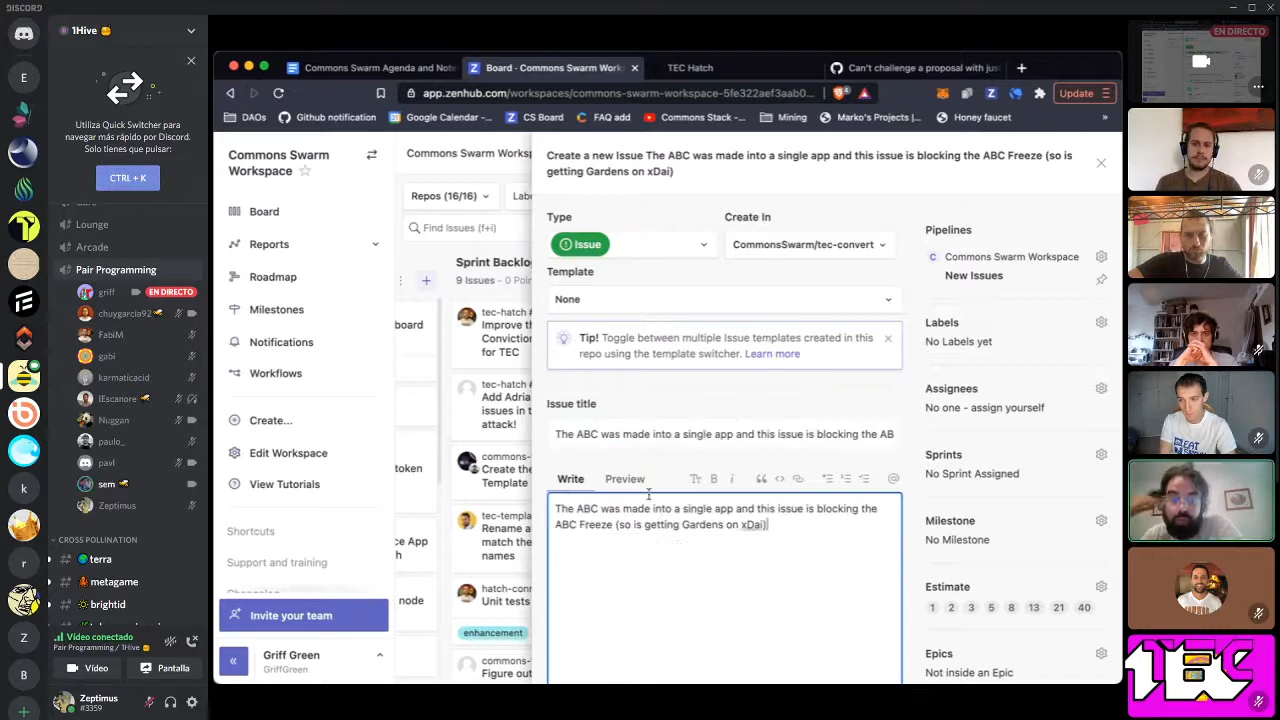 DISCORD
1Hive
Utiliza Quick Switcher para
navegar más rápido por Discord.
Solo tienes que pulsar:
CTRL + K
Lounge
Arcade
Pair Programming
griff EN DIRECTO
chuygarcia92
FabiM
gabi
karmaticacid
lEscanore
Nuggan
paulo_
pavl
sem
Zeptimus
CROSS POLLINATION
terra
metagame
brightid
Vídeo conectado
Pair Programming / 1Hive
Vídeo
Pantalla
Zeptimus
#3359
E
r
Z
B
Commons Swarm Agenda and Note
Board - Commons Swarm Work
TEC Hatch
Can't challenge a proposal with just
app.zenhub.com/workspaces/commons-swarm-workspace-5fe322aef3aab0...
Update
DAOs
Github notification
Google Calendar -...
CS Board
FAQ add
Commons Stack -...
Mining
Marko's Projects |...
Honey faucet
Commons Swarm
Workspace
Board
Reports
Roadmap
Milestones
Notifications
Workflows
Create...
Edit Workspace
View Tutorials
Shortcuts
Support and training
Invite your team
Griff Green
GriffGreen
Commons Swarm Worksp
Repos (16/16)
Labe
Find Issues (f+i)
Sprint Backlo
9 Issues - 0 Poin
board
token
ce App
th
node
tec-hatch #
Improve the
Conviction
for TEC
tec-hatch #
Add Adria
issues in t
attack!
commons-
Create the
Template
tec-templa
Rename a
match the
names
hatch-conn
Unit tests
enhancement
commons-
Figure out
Create a new Issue The ABC was made into a single app and this issue is blocking the ABC Freeze (so is
getting Gardens on xDai)
Type
Create In
Issue
CommonsSwarm/tec-convert
Template
None
Tip! Toggle between multiple Issue templates created in this
repo using the template switcher. Learn more
Issue title
The ABC was made into a single app and this issue is blocking the AB
Write
Preview
The ABC was made into a single app and this issue is blocking the
ABC Freeze (so is getting Gardens on xDai)
Pipelines
Commons Swarm Workspace
New Issues
Labels
No Labels yet
Assignees
No one - assign yourself
Sprints
No Sprint Assigned
Milestone
No Milestone
Estimate
1 2 3 5 8 13 21 40
Epics
Not inside an Epic
EN DIRECTO
EAT
TEC